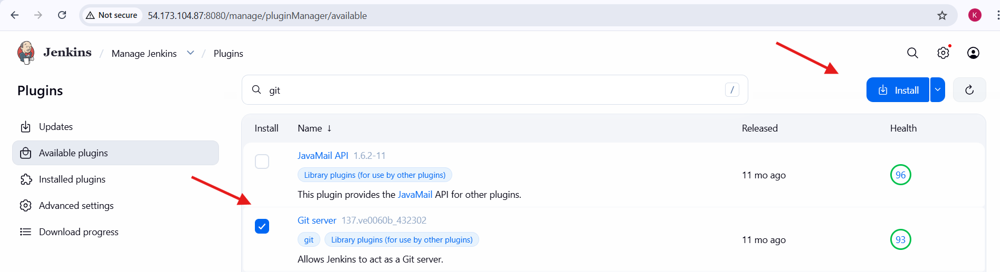 Not secure 54.173.104.87:8080/manage/pluginManager/available K
Jenkins / Manage Jenkins / Plugins
Plugins
git /
Install
Updates
Available plugins
Installed plugins
Advanced settings
Download progress
Install Name ↓ Released Health
JavaMail API 1.6.2-11
Library plugins (for use by other plugins)
11 mo ago 96
This plugin provides the JavaMail API for other plugins.
Git server 137.ve0060b_432302
git Library plugins (for use by other plugins)
11 mo ago 93
Allows Jenkins to act as a Git server.